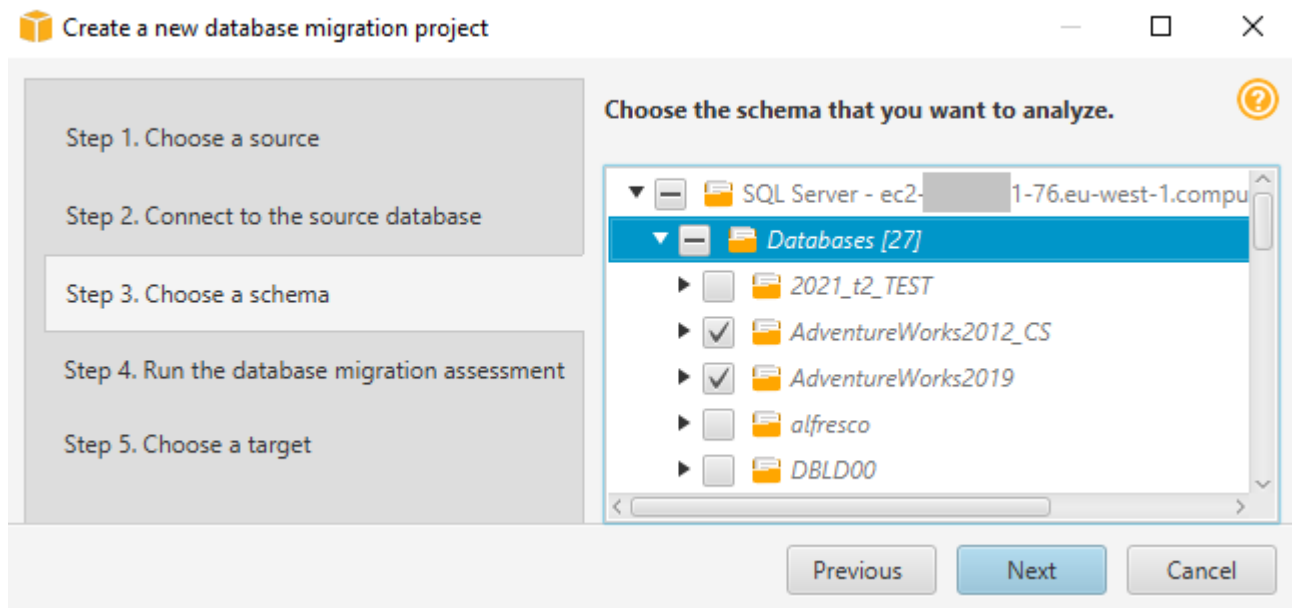 Create a new database migration project
Step 1. Choose a source
Step 2. Connect to the source database
Step 3. Choose a schema
Step 4. Run the database migration assessment
Step 5. Choose a target
Choose the schema that you want to analyze.
SQL Server - ec2- 1-76.eu-west-1.compu
Databases [27]
2021_t2_TEST
AdventureWorks2012_CS
AdventureWorks2019
alfresco
DBLD00
Previous
Next
Cancel